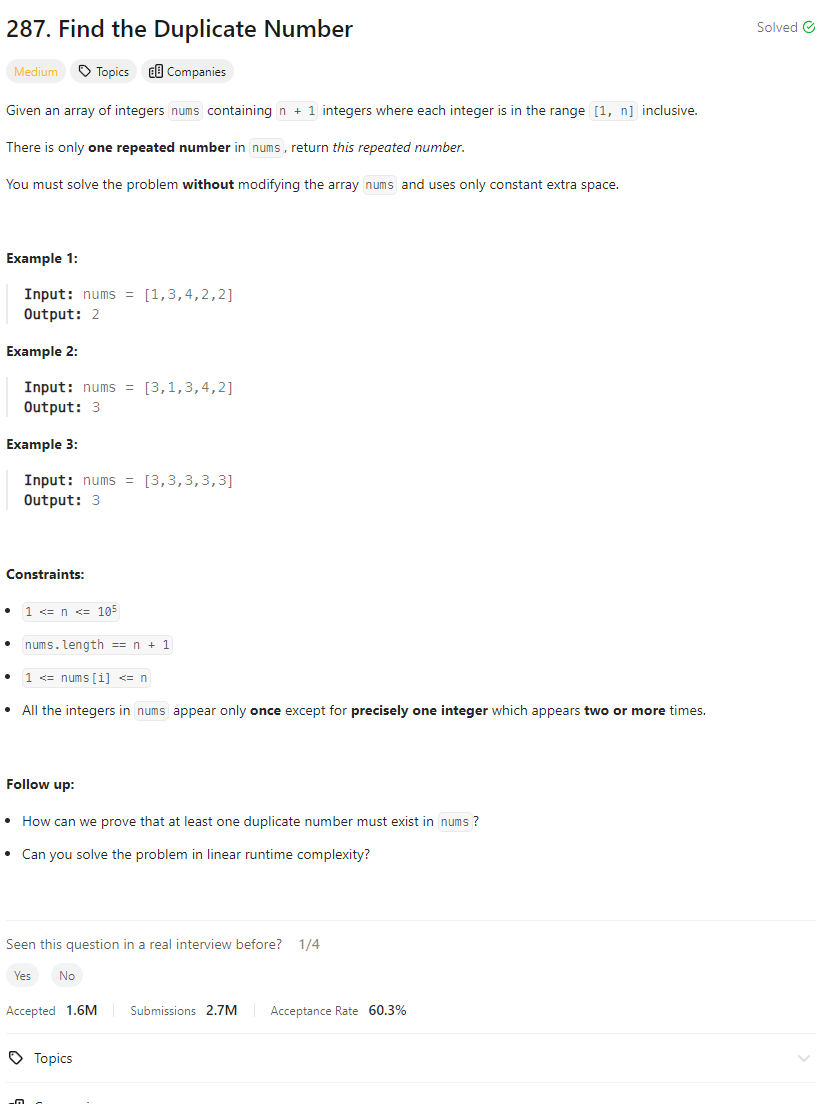 287. Find the Duplicate Number
Solved
Medium Topics Companies
Given an array of integers nums containing n + 1 integers where each integer is in the range [1, n] inclusive.
There is only one repeated number in nums, return this repeated number.
You must solve the problem without modifying the array nums and uses only constant extra space.
Example 1:
Input: nums = [1,3,4,2,2]
Output: 2
Example 2:
Input: nums = [3,1,3,4,2]
Output: 3
Example 3:
Input: nums = [3,3,3,3,3]
Output: 3
Constraints:
• 1 <= n <= 10⁵
• nums.length == n + 1
• 1 <= nums[i] <= n
• All the integers in nums appear only once except for precisely one integer which appears two or more times.
Follow up:
• How can we prove that at least one duplicate number must exist in nums?
• Can you solve the problem in linear runtime complexity?
Seen this question in a real interview before? 1/4
Yes No
Accepted 1.6M Submissions 2.7M Acceptance Rate 60.3%
Topics